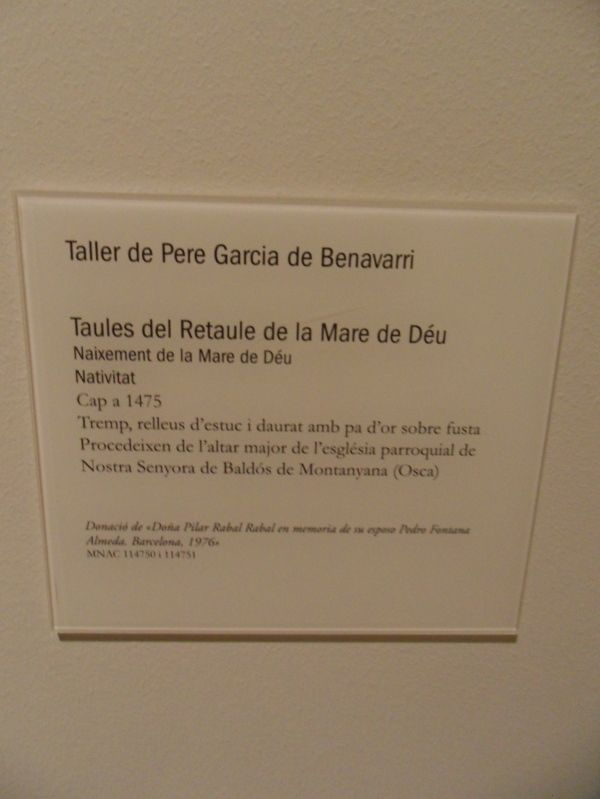 Taller de Pere Garcia de Benavarri
Taules del Retaule de la Mare de Déu
Naixement de la Mare de Déu
Nativitat
Cap a 1475
Tremp, relleus d'estuc i daurat amb pa d'or sobre fusta
Procedeixen de l'altar major de l'església parroquial de
Nostra Senyora de Baldós de Montanyana (Osca)
Donació de «Doña Pilar Rabal Rabal en memoria de su esposo Pedro Fontana
Almeda. Barcelona, 1976»
MNAC 114750 i 114751